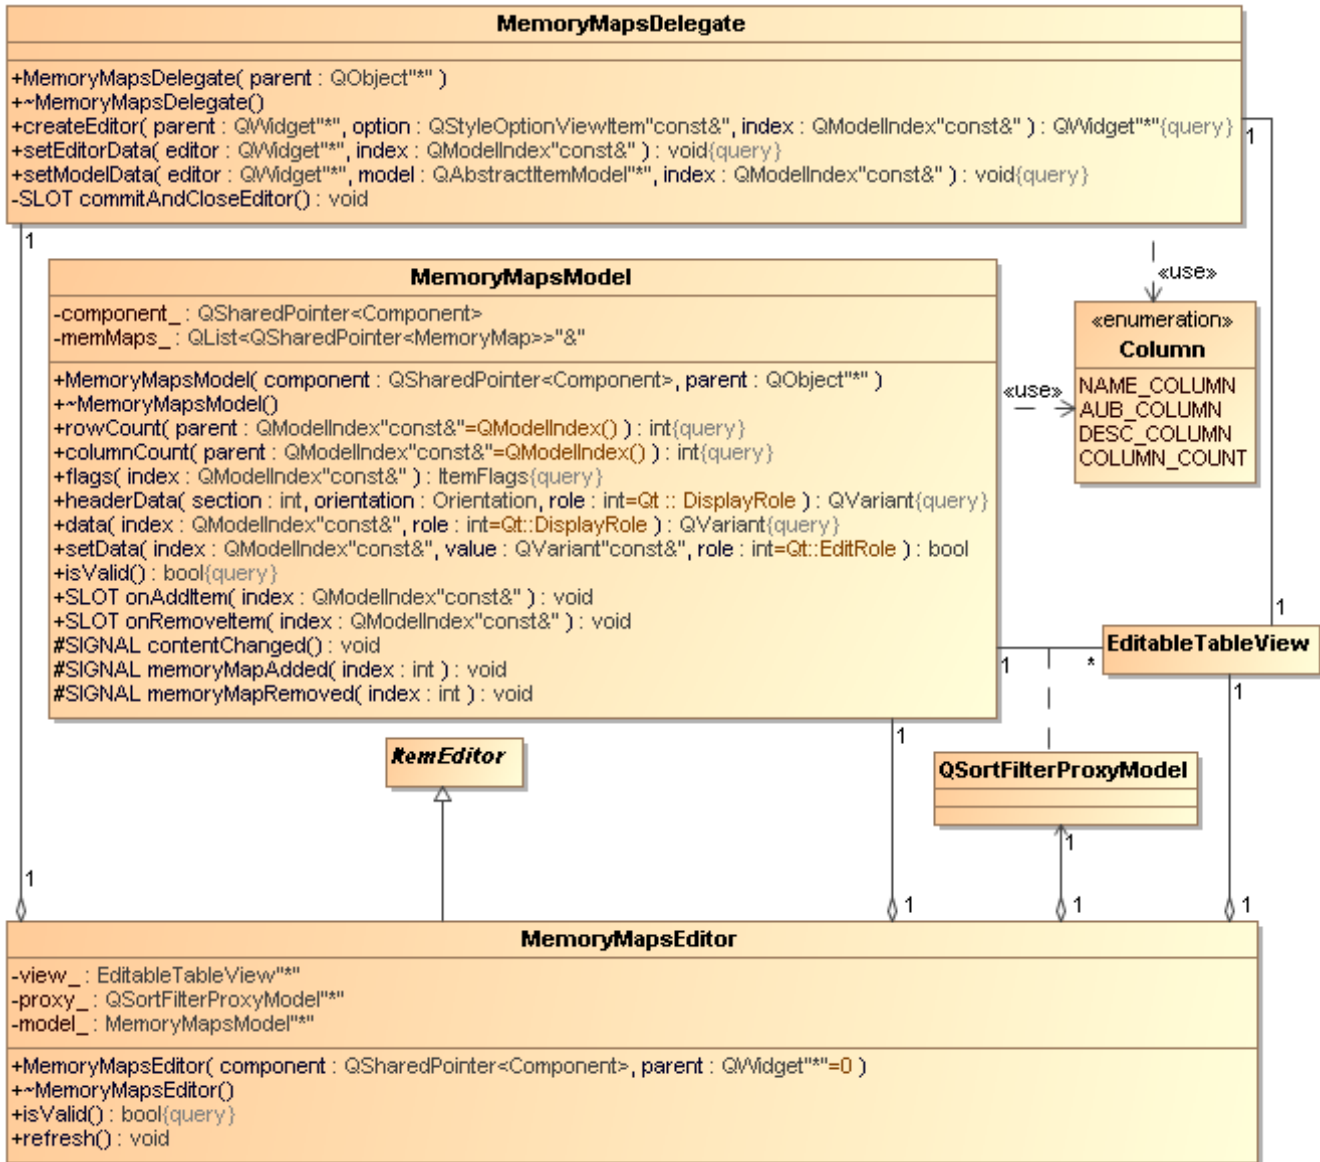 MemoryMapsDelegate
+MemoryMapsDelegate( parent : QObject"*" )
+~MemoryMapsDelegate()
+createEditor( parent : QWidget"*", option : QStyleOptionViewItem"const&", index : QModelIndex"const&" ) : QWidget"*"{query}
+setEditorData( editor : QWidget"*", index : QModelIndex"const&" ) : void{query}
+setModelData( editor : QWidget"*", model : QAbstractItemModel"*", index : QModelIndex"const&" ) : void{query}
-SLOT commitAndCloseEditor() : void
1
1
«use»
MemoryMapsModel
-component_ : QSharedPointer<Component>
-memMaps_ : QList<QSharedPointer<MemoryMap>>"&"
+MemoryMapsModel( component : QSharedPointer<Component>, parent : QObject"*" )
+~MemoryMapsModel()
+rowCount( parent : QModelIndex"const&"=QModelIndex() ) : int{query}
+columnCount( parent : QModelIndex"const&"=QModelIndex() ) : int{query}
+flags( index : QModelIndex"const&" ) : ItemFlags{query}
+headerData( section : int, orientation : Orientation, role : int=Qt :: DisplayRole ) : QVariant{query}
+data( index : QModelIndex"const&", role : int=Qt::DisplayRole ) : QVariant{query}
+setData( index : QModelIndex"const&", value : QVariant"const&", role : int=Qt::EditRole ) : bool
+isValid() : bool{query}
+SLOT onAddItem( index : QModelIndex"const&" ) : void
+SLOT onRemoveItem( index : QModelIndex"const&" ) : void
#SIGNAL contentChanged() : void
#SIGNAL memoryMapAdded( index : int ) : void
#SIGNAL memoryMapRemoved( index : int ) : void
«use»
«enumeration»
Column
NAME_COLUMN
AUB_COLUMN
DESC_COLUMN
COLUMN_COUNT
1
EditableTableView
1
*
1
1
ItemEditor
QSortFilterProxyModel
1
1
1
1
1
MemoryMapsEditor
-view_ : EditableTableView"*"
-proxy_ : QSortFilterProxyModel"*"
-model_ : MemoryMapsModel"*"
+MemoryMapsEditor( component : QSharedPointer<Component>, parent : QWidget"*"=0 )
+~MemoryMapsEditor()
+isValid() : bool{query}
+refresh() : void